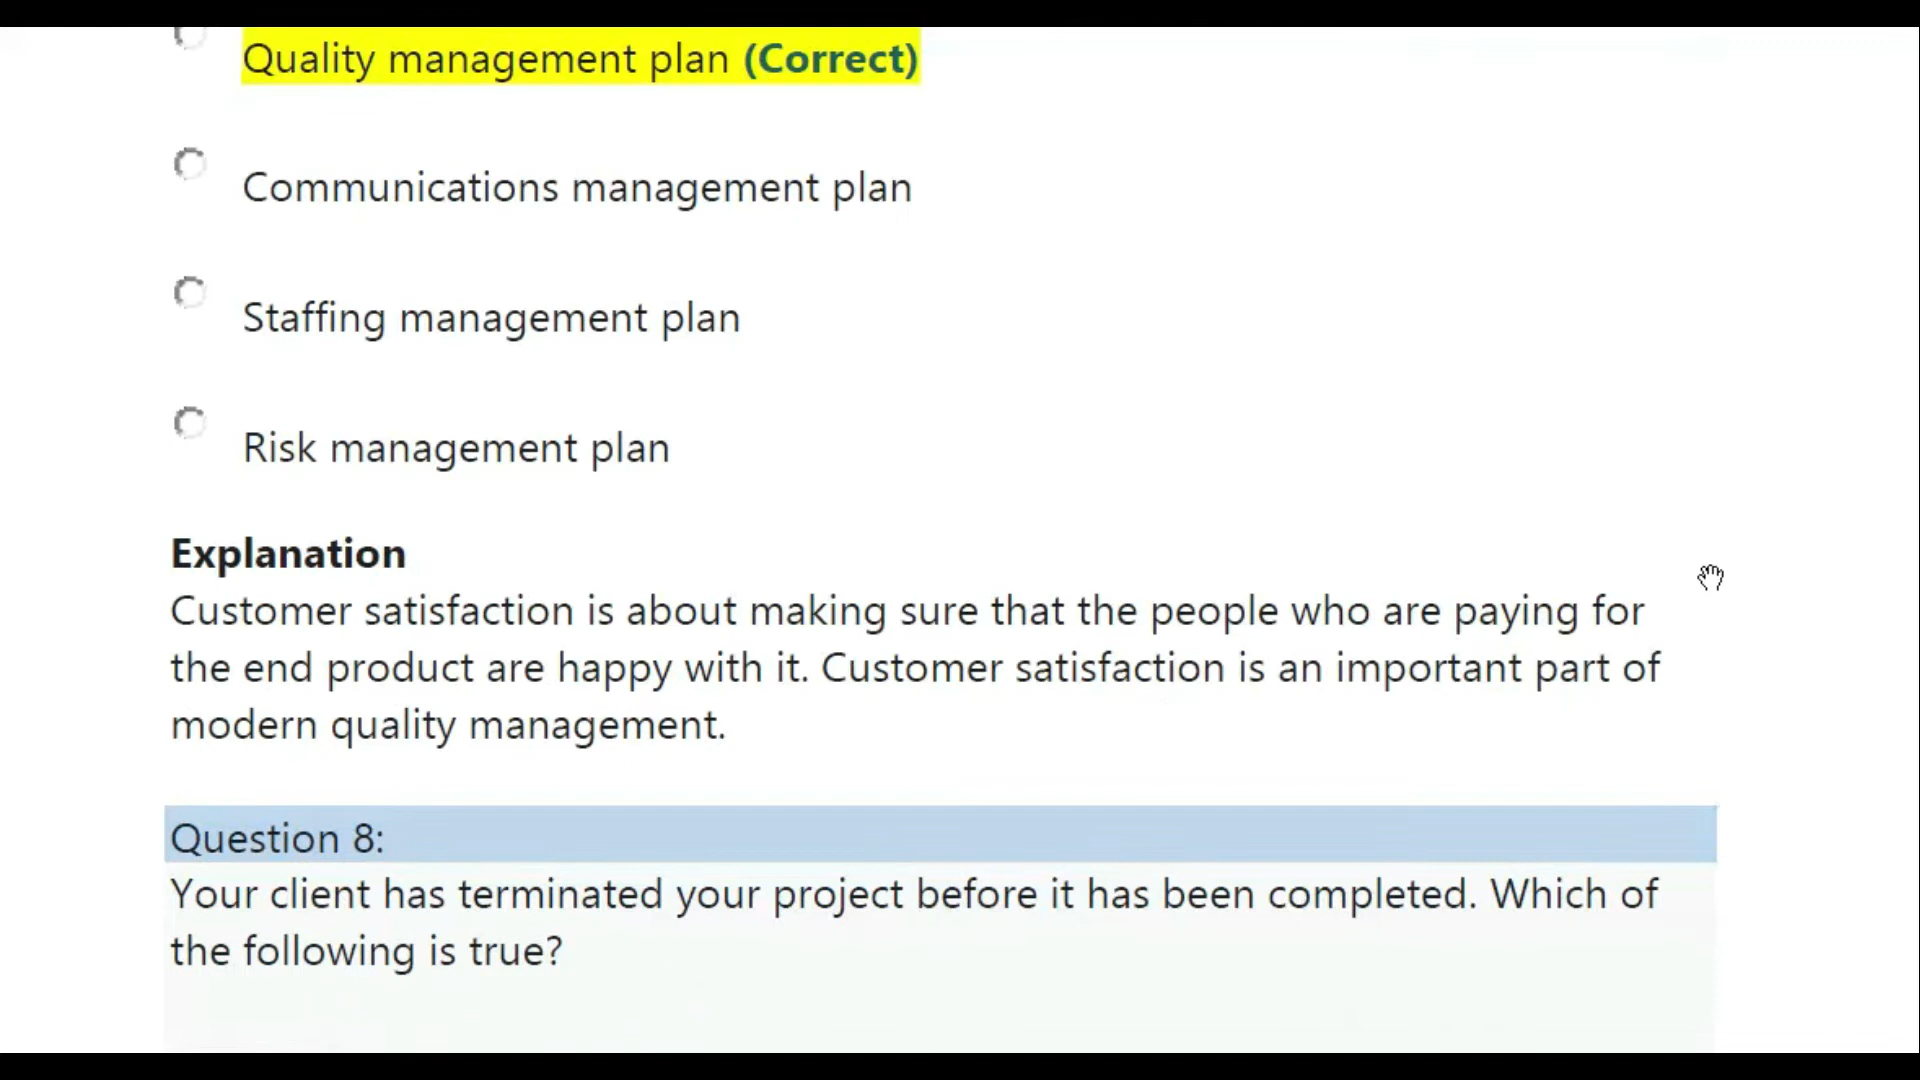 Quality management plan (Correct)
Communications management plan
Staffing management plan
Risk management plan
Explanation
Customer satisfaction is about making sure that the people who are paying for
the end product are happy with it. Customer satisfaction is an important part of
modern quality management.
Question 8:
Your client has terminated your project before it has been completed. Which of
the following is true?